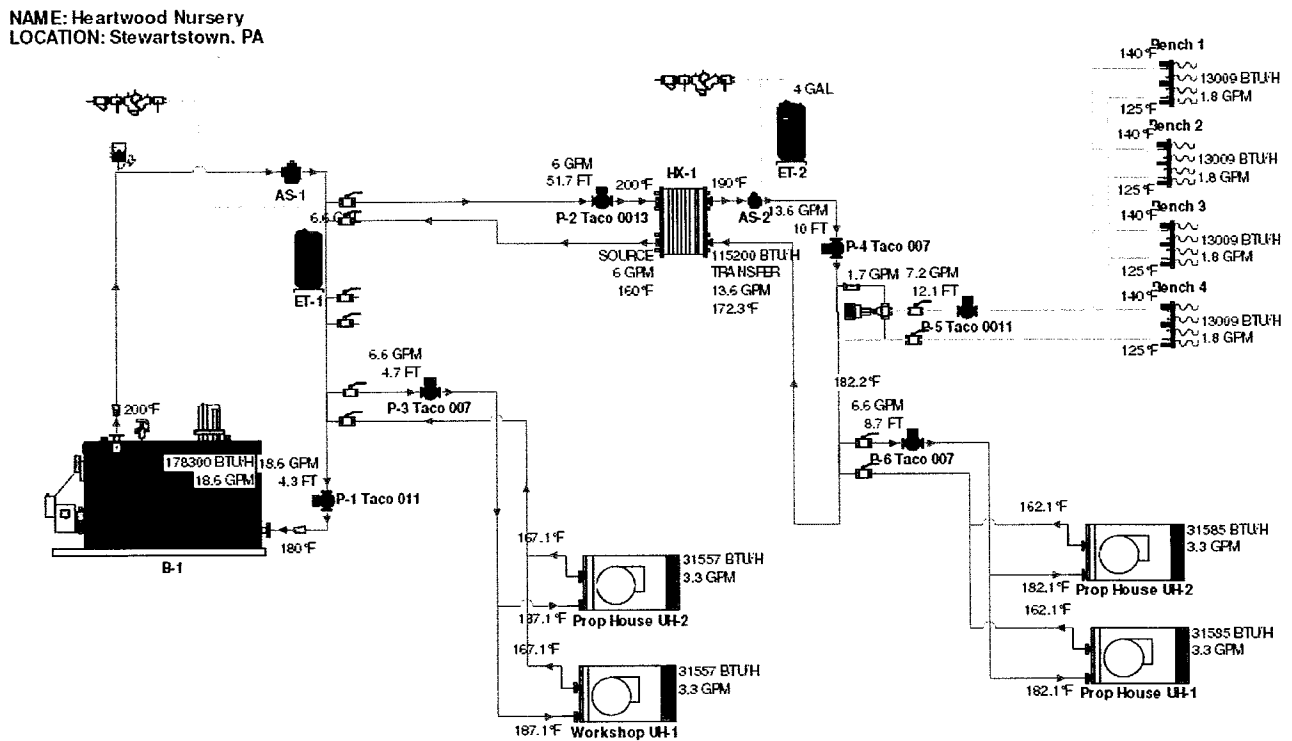 NAME: Heartwood Nursery
LOCATION: Stewartstown, PA
AS-1
ET-1
200°F
178300 BTU/H
18.6 GPM
18.6 GPM
4.3 FT
P-1 Taco 011
180°F
B-1
6 GPM
51.7 FT
P-2 Taco 0013
200°F
HX-1
190°F
SOURCE
6 GPM
160°F
115200 BTU/H
TRANSFER
13.6 GPM
172.3°F
4 GAL
ET-2
AS-2
13.6 GPM
10 FT
P-4 Taco 007
1.7 GPM
7.2 GPM
12.1 FT
P-5 Taco 0011
182.2°F
6.6 GPM
4.7 FT
P-3 Taco 007
6.6 GPM
8.7 FT
P-6 Taco 007
Bench 1
140°F
13009 BTU/H
1.8 GPM
125°F
Bench 2
140°F
13009 BTU/H
1.8 GPM
125°F
Bench 3
140°F
13009 BTU/H
1.8 GPM
125°F
Bench 4
140°F
13009 BTU/H
1.8 GPM
125°F
167.1°F
31557 BTU/H
3.3 GPM
187.1°F
Prop House UH-2
167.1°F
31557 BTU/H
3.3 GPM
187.1°F
Workshop UH-1
162.1°F
31585 BTU/H
3.3 GPM
182.1°F
Prop House UH-2
162.1°F
31585 BTU/H
3.3 GPM
182.1°F
Prop House UH-1